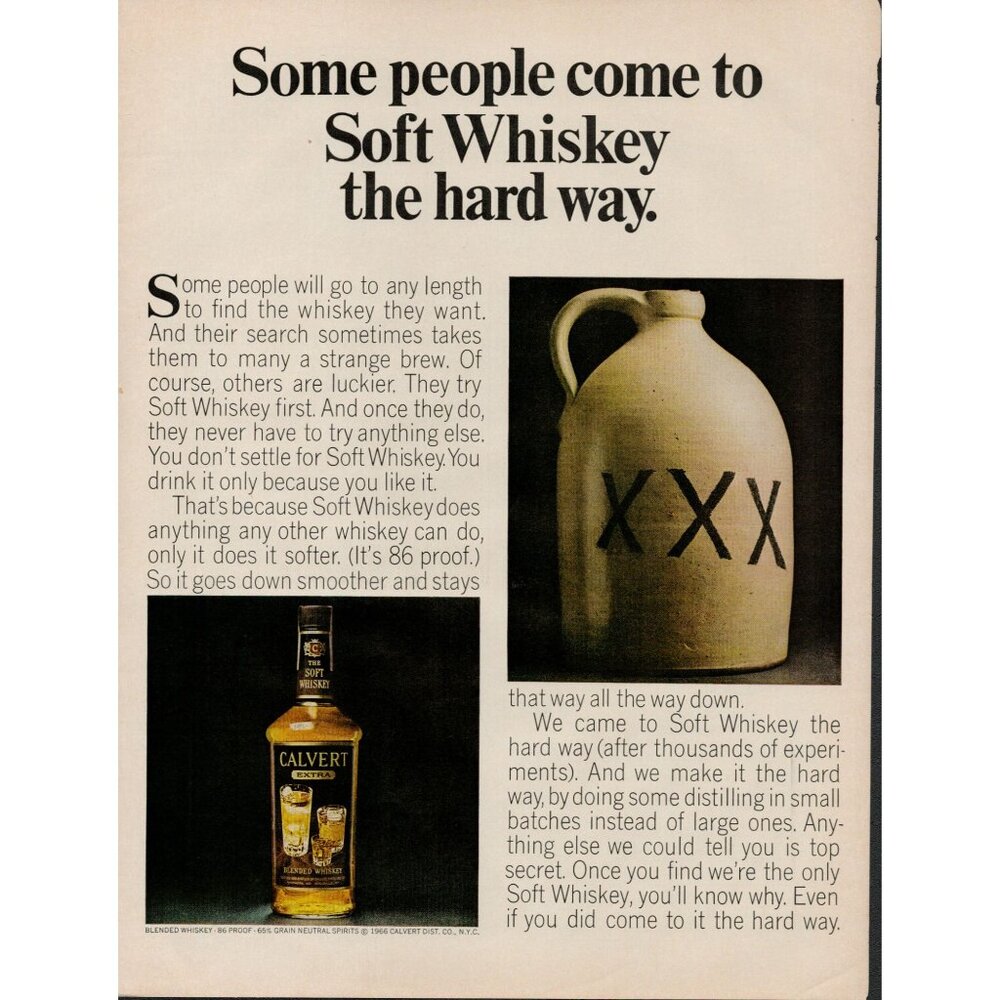 Some people come to
Soft Whiskey
the hard way.
Some people will go to any length
to find the whiskey they want.
And their search sometimes takes
them to many a strange brew. Of
course, others are luckier. They try
Soft Whiskey first. And once they do,
they never have to try anything else.
You don't settle for Soft Whiskey. You
drink it only because you like it.
That's because Soft Whiskey does
anything any other whiskey can do,
only it does it softer. (It's 86 proof.)
So it goes down smoother and stays
XXX
C
THE
SOFT
WHISKEY
CALVERT
EXTRA
BLENDED WHISKEY
BLENDED WHISKEY · 86 PROOF · 65% GRAIN NEUTRAL SPIRITS © 1966 CALVERT DIST. CO., N.Y.C.
that way all the way down.
We came to Soft Whiskey the
hard way (after thousands of experi-
ments). And we make it the hard
way, by doing some distilling in small
batches instead of large ones. Any-
thing else we could tell you is top
secret. Once you find we're the only
Soft Whiskey, you'll know why. Even
if you did come to it the hard way.